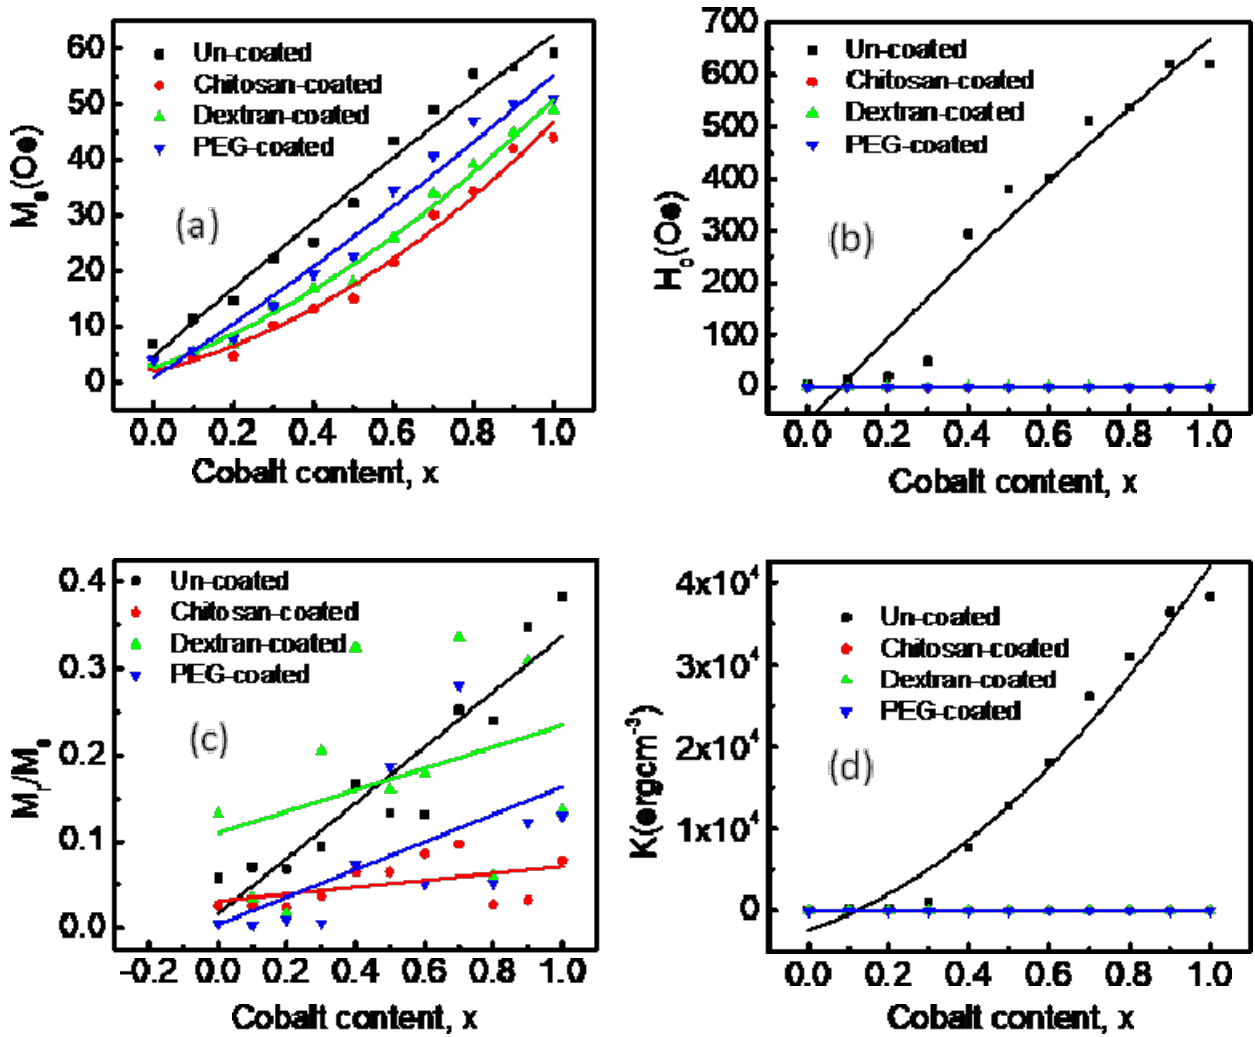 Un-coated
Chitosan-coated
Dextran-coated
PEG-coated
(a)
Ms(Oe)
60
50
40
30
20
10
0
0.0 0.2 0.4 0.6 0.8 1.0
Cobalt content, x
Un-coated
Chitosan-coated
Dextran-coated
PEG-coated
(b)
Hc(Oe)
700
600
500
400
300
200
100
0
0.0 0.2 0.4 0.6 0.8 1.0
Cobalt content, x
Un-coated
Chitosan-coated
Dextran-coated
PEG-coated
(c)
Mr/Ms
0.4
0.3
0.2
0.1
0.0
-0.2 0.0 0.2 0.4 0.6 0.8 1.0
Cobalt content, x
Un-coated
Chitosan-coated
Dextran-coated
PEG-coated
(d)
K(ergcm⁻³)
4x10⁴
3x10⁴
2x10⁴
1x10⁴
0
0.0 0.2 0.4 0.6 0.8 1.0
Cobalt content, x